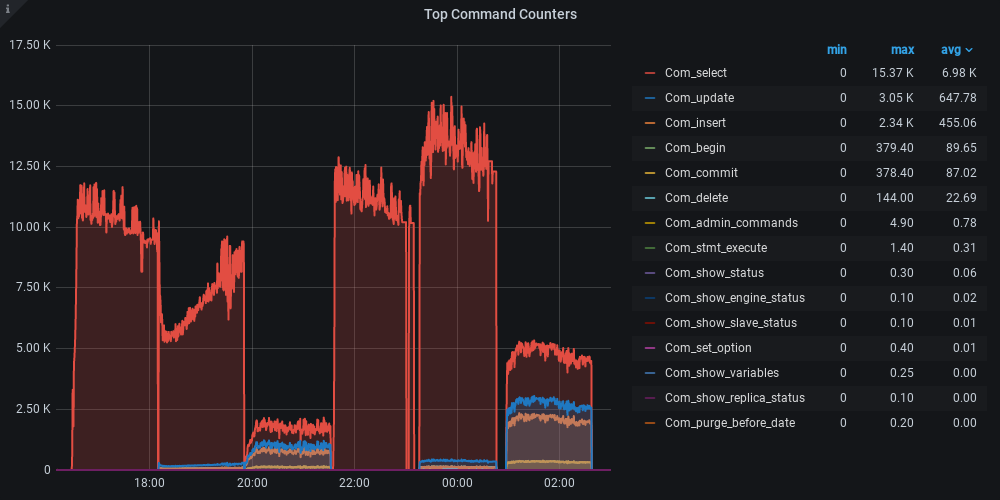 i
Top Command Counters
17.50 K
15.00 K
12.50 K
10.00 K
7.50 K
5.00 K
2.50 K
0
18:00 20:00 22:00 00:00 02:00
min max avg
Com_select 0 15.37 K 6.98 K
Com_update 0 3.05 K 647.78
Com_insert 0 2.34 K 455.06
Com_begin 0 379.40 89.65
Com_commit 0 378.40 87.02
Com_delete 0 144.00 22.69
Com_admin_commands 0 4.90 0.78
Com_stmt_execute 0 1.40 0.31
Com_show_status 0 0.30 0.06
Com_show_engine_status 0 0.10 0.02
Com_show_slave_status 0 0.10 0.01
Com_set_option 0 0.40 0.01
Com_show_variables 0 0.25 0.00
Com_show_replica_status 0 0.10 0.00
Com_purge_before_date 0 0.20 0.00